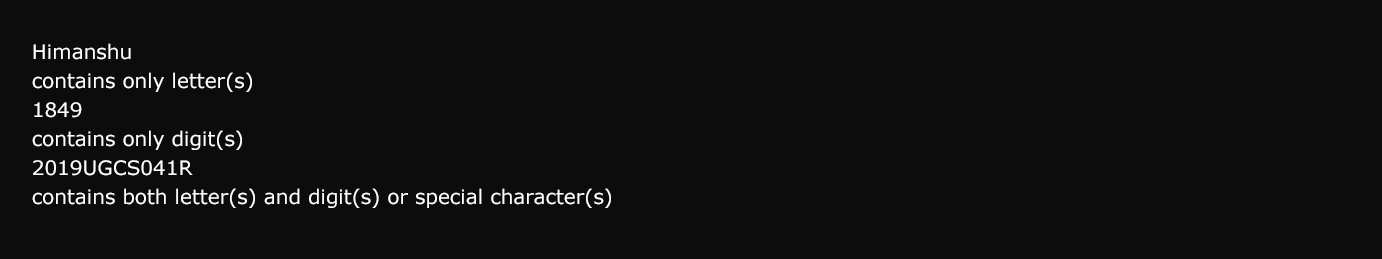 Himanshu
contains only letter(s)
1849
contains only digit(s)
2019UGCS041R
contains both letter(s) and digit(s) or special character(s)